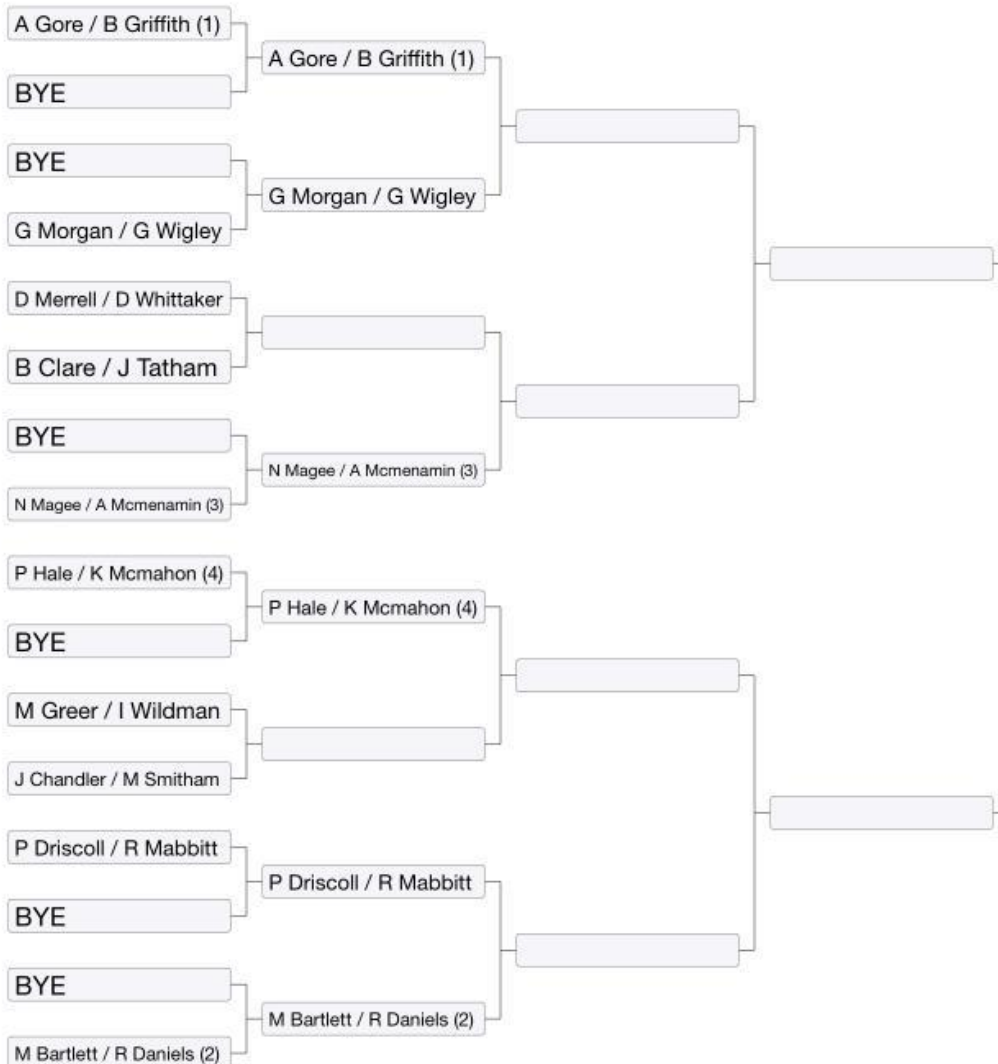 A Gore / B Griffith (1)
BYE
BYE
G Morgan / G Wigley
D Merrell / D Whittaker
B Clare / J Tatham
BYE
N Magee / A Mcmenamin (3)
P Hale / K Mcmahon (4)
BYE
M Greer / I Wildman
J Chandler / M Smitham
P Driscoll / R Mabbitt
BYE
BYE
M Bartlett / R Daniels (2)
A Gore / B Griffith (1)
G Morgan / G Wigley
N Magee / A Mcmenamin (3)
P Hale / K Mcmahon (4)
P Driscoll / R Mabbitt
M Bartlett / R Daniels (2)